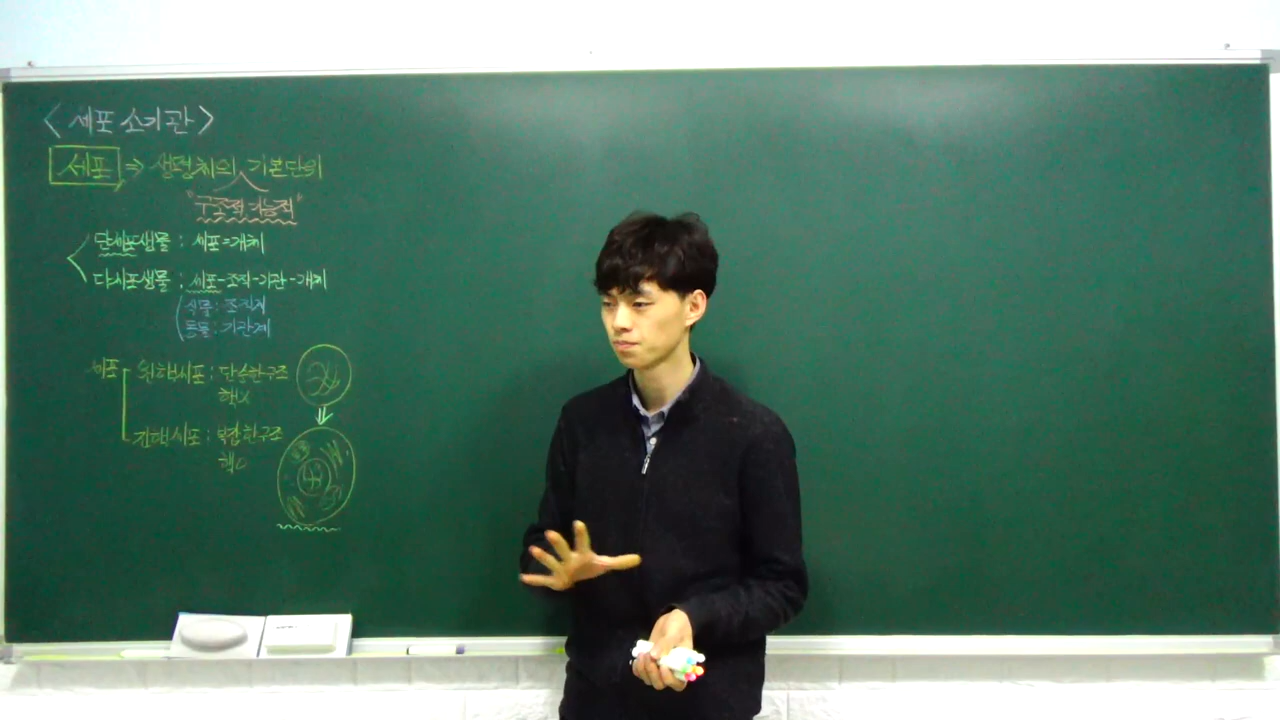 < 세포 소기관 >
세포 ⇒ 생명체의 기본단위
"구조적 기능적"
단세포생물 : 세포=개체
다세포생물 : 세포-조직-기관-개체
식물 : 조직계
동물 : 기관계
세포 원핵세포 : 단순한구조
핵X
진핵세포 : 복잡한구조
핵O